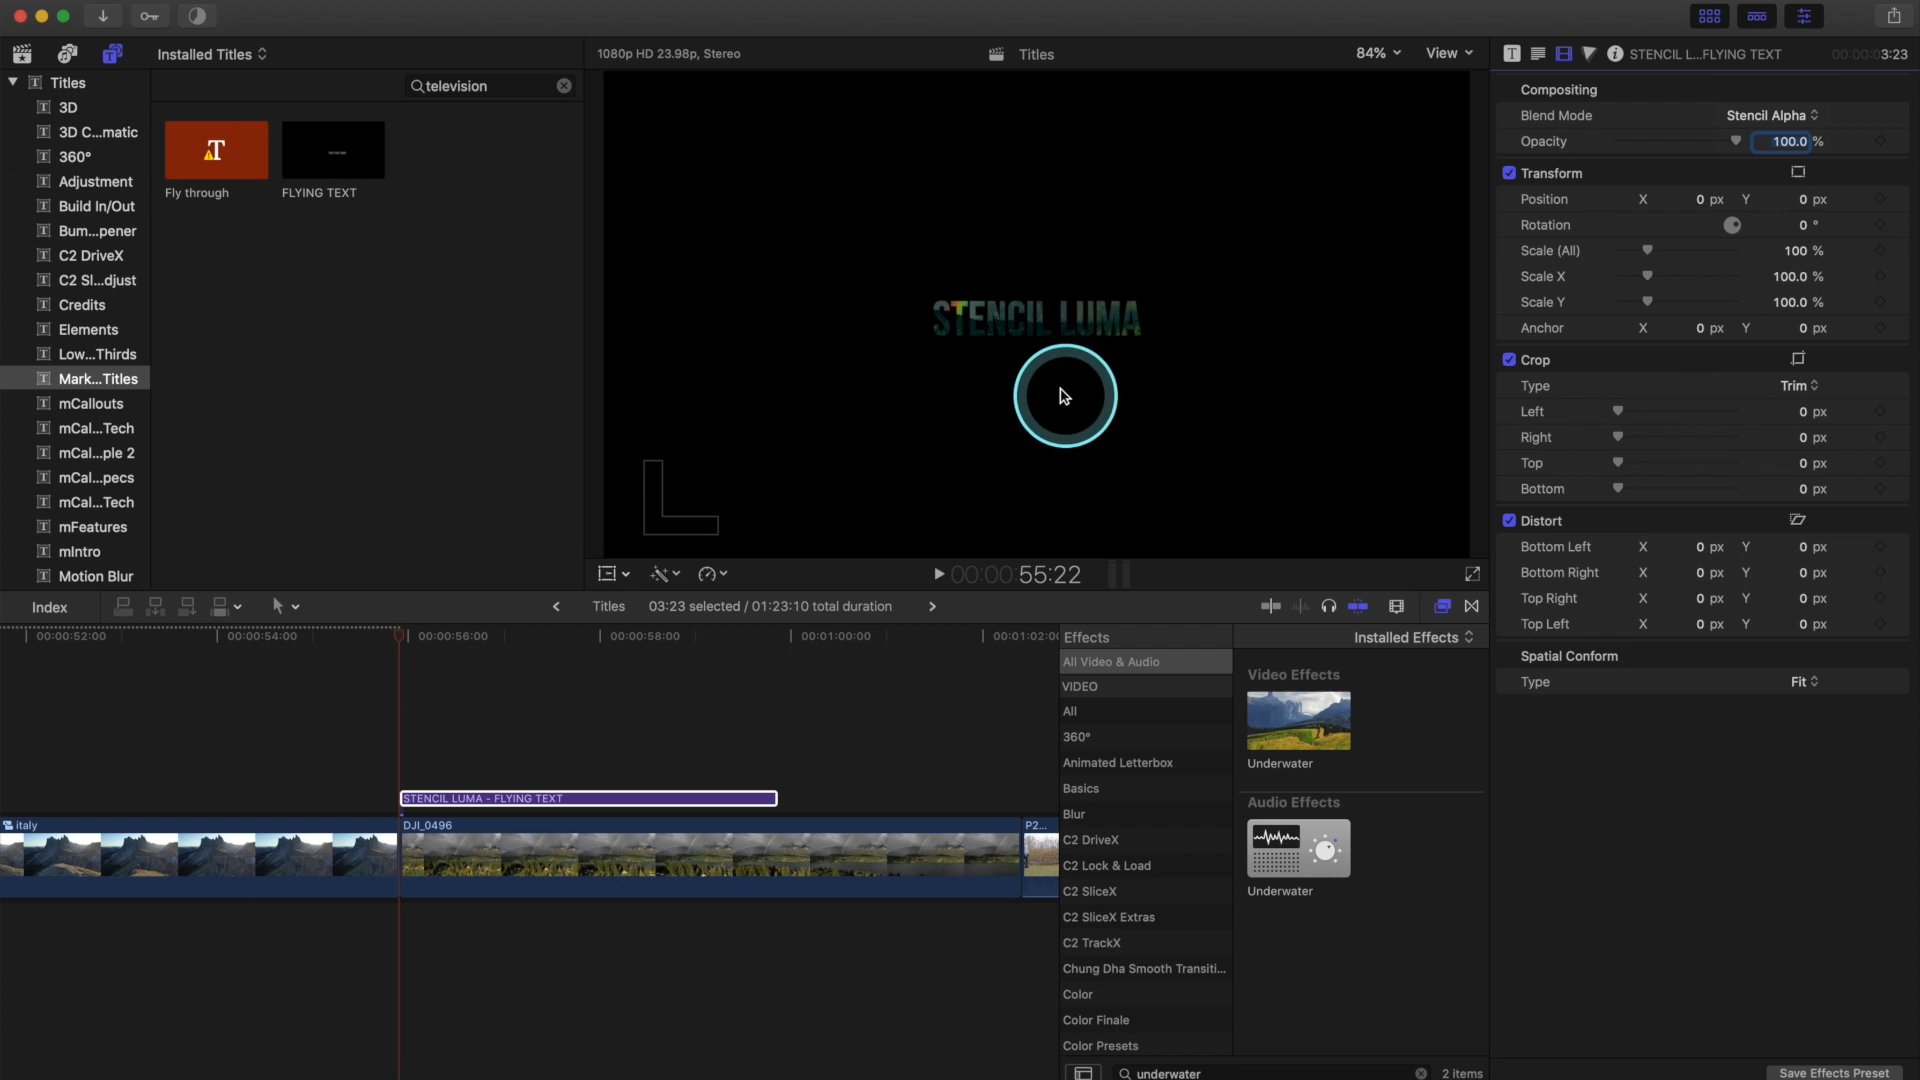 Installed Titles
Titles
3D
3D C...matic
360°
Adjustment
Build In/Out
Bum...pener
C2 DriveX
C2 Sl...djust
Credits
Elements
Low...Thirds
Mark...Titles
mCallouts
mCal...Tech
mCal...ple 2
mCal...pecs
mCal...Tech
mFeatures
mIntro
Motion Blur
television
Fly through
FLYING TEXT
1080p HD 23.98p, Stereo
Titles
84%
View
STENCIL LUMA
00:00:00:55:22
STENCIL L...FLYING TEXT
00:00:03:23
Compositing
Blend Mode Stencil Alpha
Opacity 100.0 %
Transform
Position X 0 px Y 0 px
Rotation 0 °
Scale (All) 100 %
Scale X 100.0 %
Scale Y 100.0 %
Anchor X 0 px Y 0 px
Crop
Type Trim
Left 0 px
Right 0 px
Top 0 px
Bottom 0 px
Distort
Bottom Left X 0 px Y 0 px
Bottom Right X 0 px Y 0 px
Top Right X 0 px Y 0 px
Top Left X 0 px Y 0 px
Spatial Conform
Type Fit
Save Effects Preset
Index
Titles 03:23 selected / 01:23:10 total duration
00:00:52:00 00:00:54:00 00:00:56:00 00:00:58:00 00:01:00:00 00:01:02:0
STENCIL LUMA - FLYING TEXT
italy
DJI_0496
P2...
Effects
Installed Effects
All Video & Audio
VIDEO
All
360°
Animated Letterbox
Basics
Blur
C2 DriveX
C2 Lock & Load
C2 SliceX
C2 SliceX Extras
C2 TrackX
Chung Dha Smooth Transiti...
Color
Color Finale
Color Presets
Video Effects
Underwater
Audio Effects
Underwater
underwater
2 items